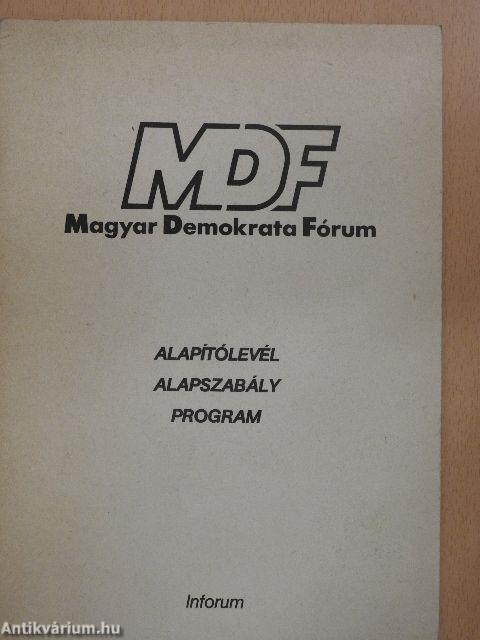 MDF
Magyar Demokrata Fórum
ALAPÍTÓLEVÉL
ALAPSZABÁLY
PROGRAM
Inforum
Antikvárium.hu